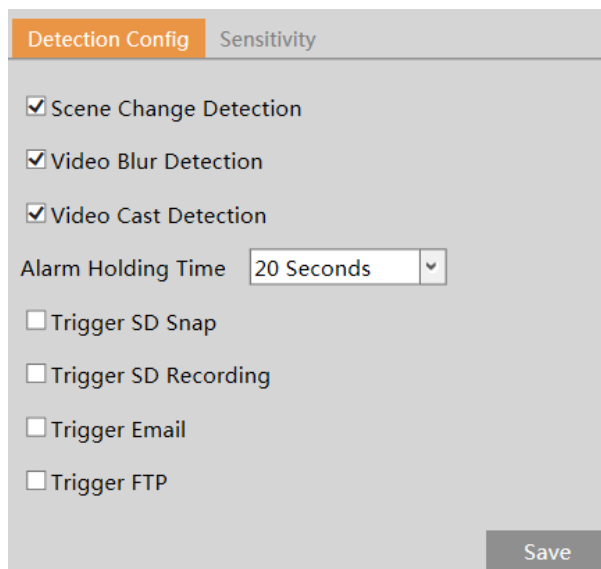 Detection Config Sensitivity
Scene Change Detection
Video Blur Detection
Video Cast Detection
Alarm Holding Time 20 Seconds
Trigger SD Snap
Trigger SD Recording
Trigger Email
Trigger FTP
Save